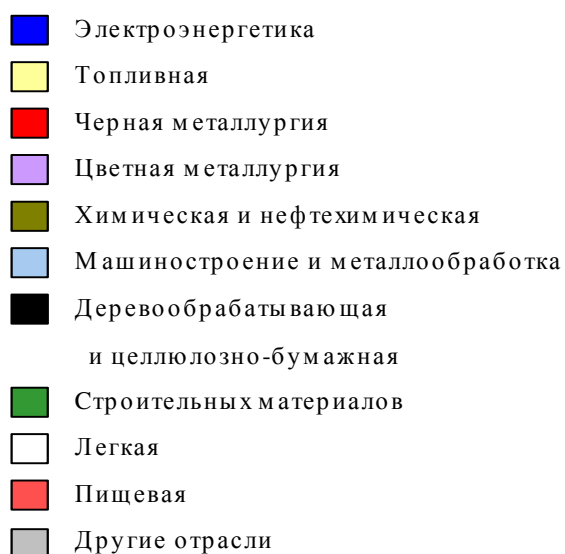 Электроэнергетика
Топливная
Черная металлургия
Цветная металлургия
Химическая и нефтехимическая
Машиностроение и металлообработка
Деревообрабатывающая
и целлюлозно-бумажная
Строительных материалов
Легкая
Пищевая
Другие отрасли